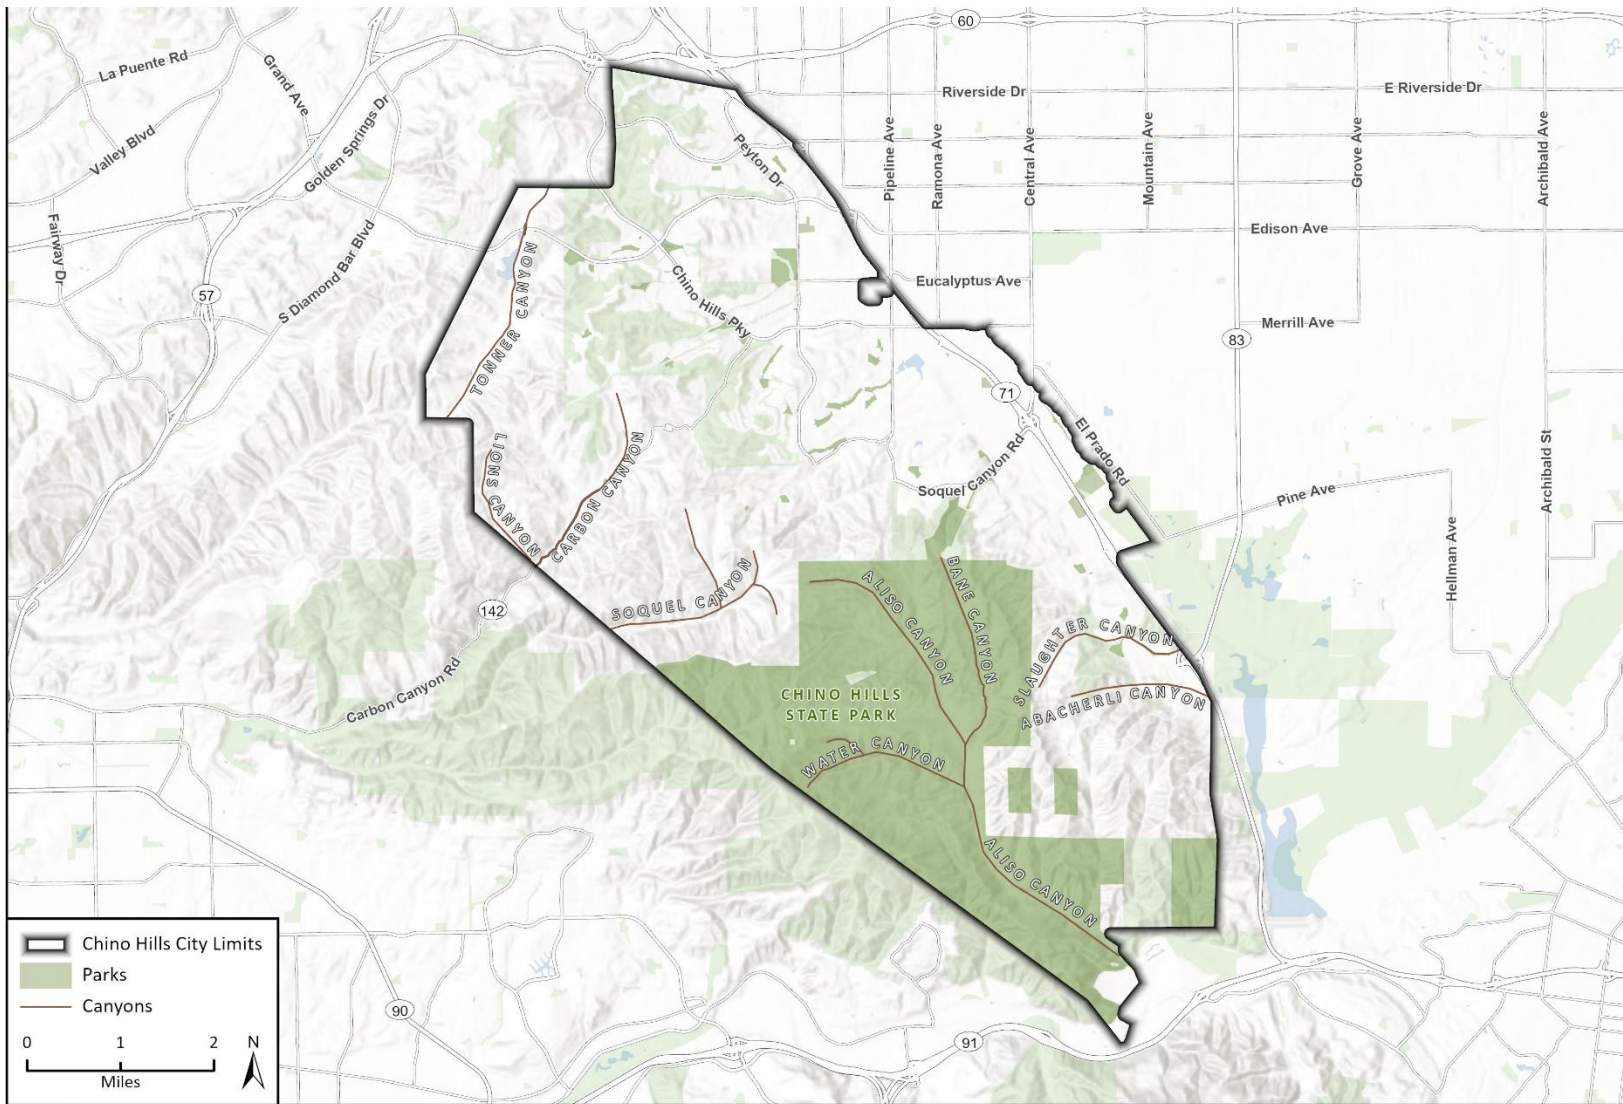 60
La Puente Rd
Grand Ave
Riverside Dr
E Riverside Dr
Valley Blvd
Golden Springs Dr
Peyton Dr
Pipeline Ave
Ramona Ave
Central Ave
Mountain Ave
Grove Ave
Archibald Ave
Fairway Dr
S Diamond Bar Blvd
57
TONNER CANYON
Chino Hills Pky
Edison Ave
Eucalyptus Ave
Merrill Ave
83
71
El Prado Rd
LIONS CANYON
CARBON CANYON
Soquel Canyon Rd
Pine Ave
Archibald St
Hellman Ave
142
SOQUEL CANYON
ALISO CANYON
BANE CANYON
SLAUGHTER CANYON
ABACHERLI CANYON
Carbon Canyon Rd
CHINO HILLS
STATE PARK
WATER CANYON
ALISO CANYON
90
91
Chino Hills City Limits
Parks
Canyons
0 1 2 N
Miles